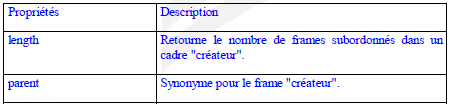 Propriétés Description
length Retourne le nombre de frames subordonnés dans un
cadre "créateur".
parent Synonyme pour le frame "créateur".